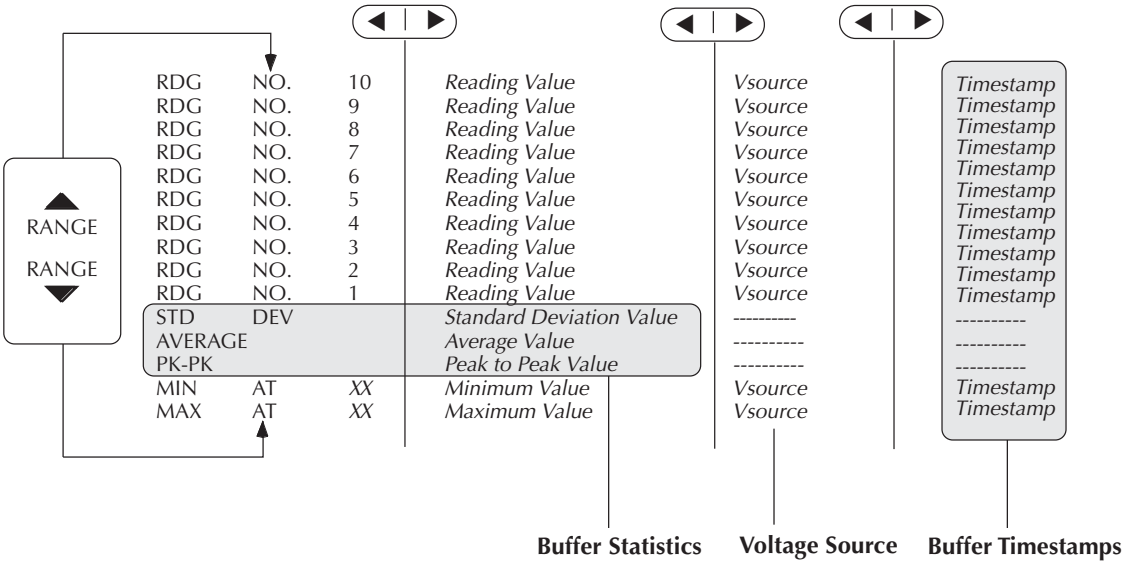 RDG NO. 10 Reading Value Vsource Timestamp
RDG NO. 9 Reading Value Vsource Timestamp
RDG NO. 8 Reading Value Vsource Timestamp
RDG NO. 7 Reading Value Vsource Timestamp
RDG NO. 6 Reading Value Vsource Timestamp
RDG NO. 5 Reading Value Vsource Timestamp
RDG NO. 4 Reading Value Vsource Timestamp
RDG NO. 3 Reading Value Vsource Timestamp
RDG NO. 2 Reading Value Vsource Timestamp
RDG NO. 1 Reading Value Vsource Timestamp
STD DEV Standard Deviation Value ---------- ----------
AVERAGE Average Value ---------- ----------
PK-PK Peak to Peak Value ---------- ----------
MIN AT XX Minimum Value Vsource Timestamp
MAX AT XX Maximum Value Vsource Timestamp
RANGE
RANGE
Buffer Statistics Voltage Source Buffer Timestamps